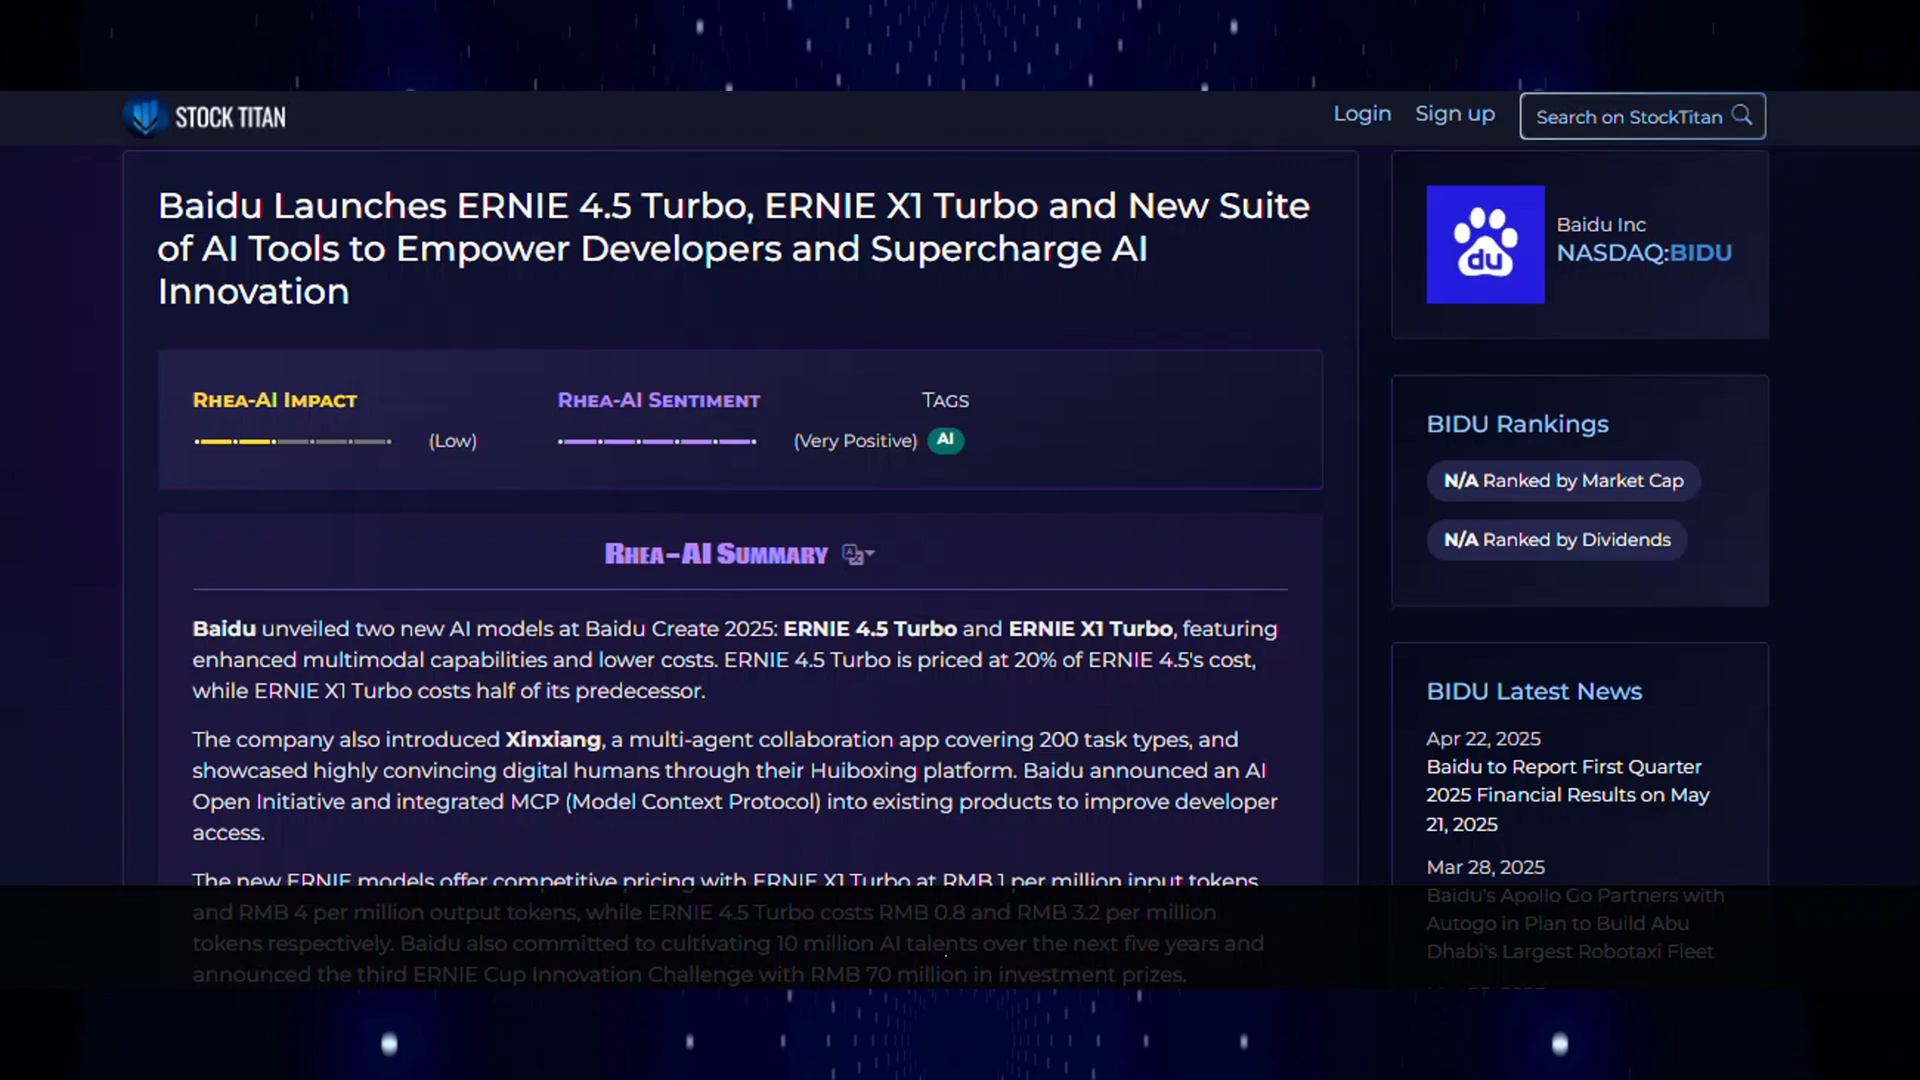 STOCK TITAN
Login
Sign up
Search on StockTitan
Baidu Launches ERNIE 4.5 Turbo, ERNIE X1 Turbo and New Suite
of AI Tools to Empower Developers and Supercharge AI
Innovation
RHEA-AI IMPACT
(Low)
RHEA-AI SENTIMENT
(Very Positive)
TAGS
AI
RHEA-AI SUMMARY
Baidu unveiled two new AI models at Baidu Create 2025: ERNIE 4.5 Turbo and ERNIE X1 Turbo, featuring
enhanced multimodal capabilities and lower costs. ERNIE 4.5 Turbo is priced at 20% of ERNIE 4.5's cost,
while ERNIE X1 Turbo costs half of its predecessor.
The company also introduced Xinxiang, a multi-agent collaboration app covering 200 task types, and
showcased highly convincing digital humans through their Huiboxing platform. Baidu announced an AI
Open Initiative and integrated MCP (Model Context Protocol) into existing products to improve developer
access.
The new ERNIE models offer competitive pricing with ERNIE X1 Turbo at RMB 1 per million input tokens
and RMB 4 per million output tokens, while ERNIE 4.5 Turbo costs RMB 0.8 and RMB 3.2 per million
tokens respectively. Baidu also committed to cultivating 10 million AI talents over the next five years and
announced the third ERNIE Cup Innovation Challenge with RMB 70 million in investment prizes.
du
Baidu Inc
NASDAQ:BIDU
BIDU Rankings
N/A Ranked by Market Cap
N/A Ranked by Dividends
BIDU Latest News
Apr 22, 2025
Baidu to Report First Quarter
2025 Financial Results on May
21, 2025
Mar 28, 2025
Baidu's Apollo Go Partners with
Autogo in Plan to Build Abu
Dhabi's Largest Robotaxi Fleet